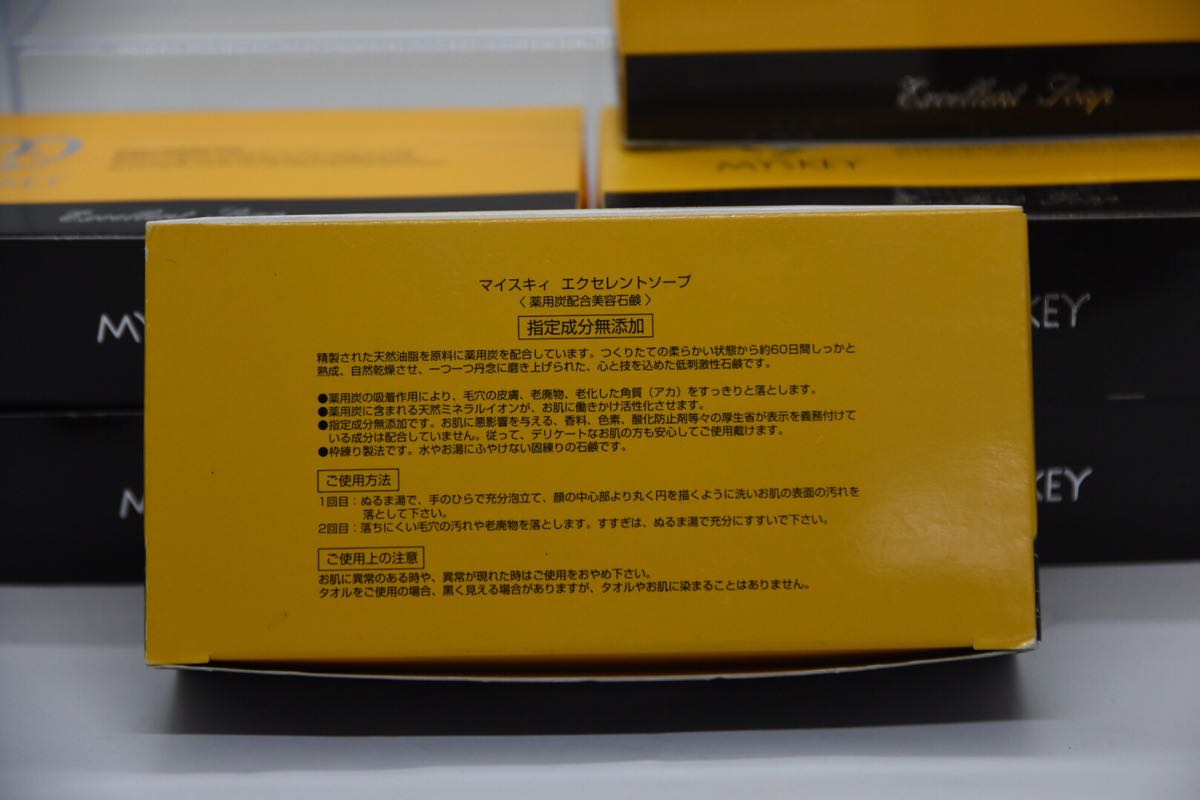 Excellent Soap
MYSKEY
Excellent Soap
マイスキィ エクセレントソープ
〈薬用炭配合美容石鹸〉
指定成分無添加
精製された天然油脂を原料に薬用炭を配合しています。つくりたての柔らかい状態から約60日間しっかと
熟成、自然乾燥させ、一つ一つ丹念に磨き上げられた、心と技を込めた低刺激性石鹸です。
●薬用炭の吸着作用により、毛穴の皮膚、老廃物、老化した角質（アカ）をすっきりと落とします。
●薬用炭に含まれる天然ミネラルイオンが、お肌に働きかけ活性化させます。
●指定成分無添加です。お肌に悪影響を与える、香料、色素、酸化防止剤等々の厚生省が表示を義務付けて
いる成分は配合していません。従って、デリケートなお肌の方も安心してご使用戴けます。
●枠練り製法です。水やお湯にふやけない固練りの石鹸です。
ご使用方法
1回目：ぬるま湯で、手のひらで充分泡立て、顔の中心部より丸く円を描くように洗いお肌の表面の汚れを
落として下さい。
2回目：落ちにくい毛穴の汚れや老廃物を落とします。すすぎは、ぬるま湯で充分にすすいで下さい。
ご使用上の注意
お肌に異常のある時や、異常が現れた時はご使用をおやめ下さい。
タオルをご使用の場合、黒く見える場合がありますが、タオルやお肌に染まることはありません。
MY
KEY
M
KEY